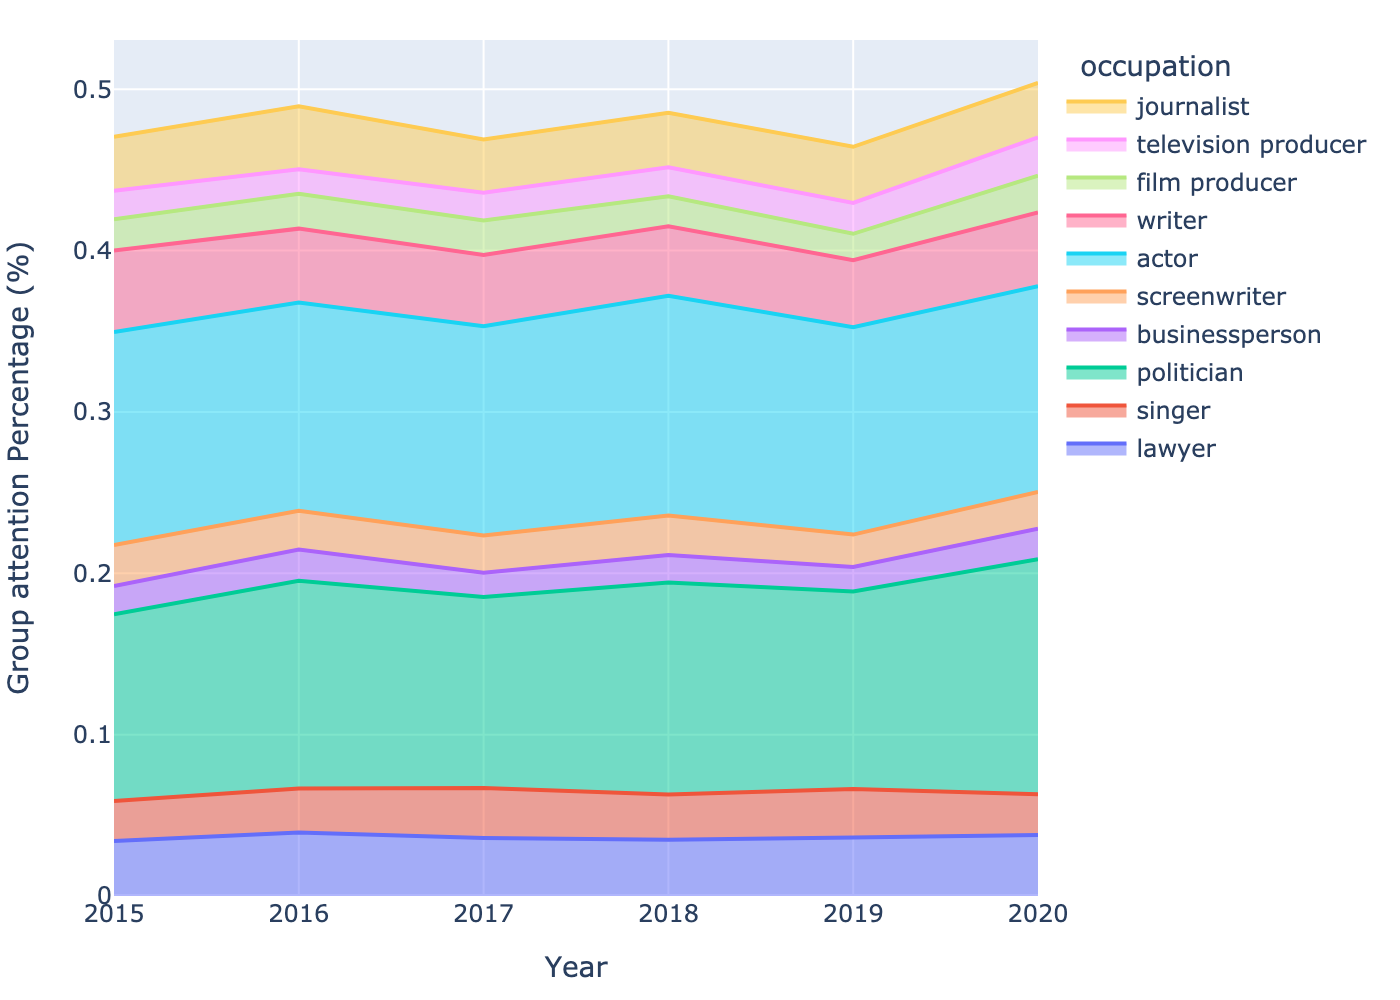 Group attention Percentage (%)
0.5
0.4
0.3
0.2
0.1
0
2015 2016 2017 2018 2019 2020
Year
occupation
journalist
television producer
film producer
writer
actor
screenwriter
businessperson
politician
singer
lawyer